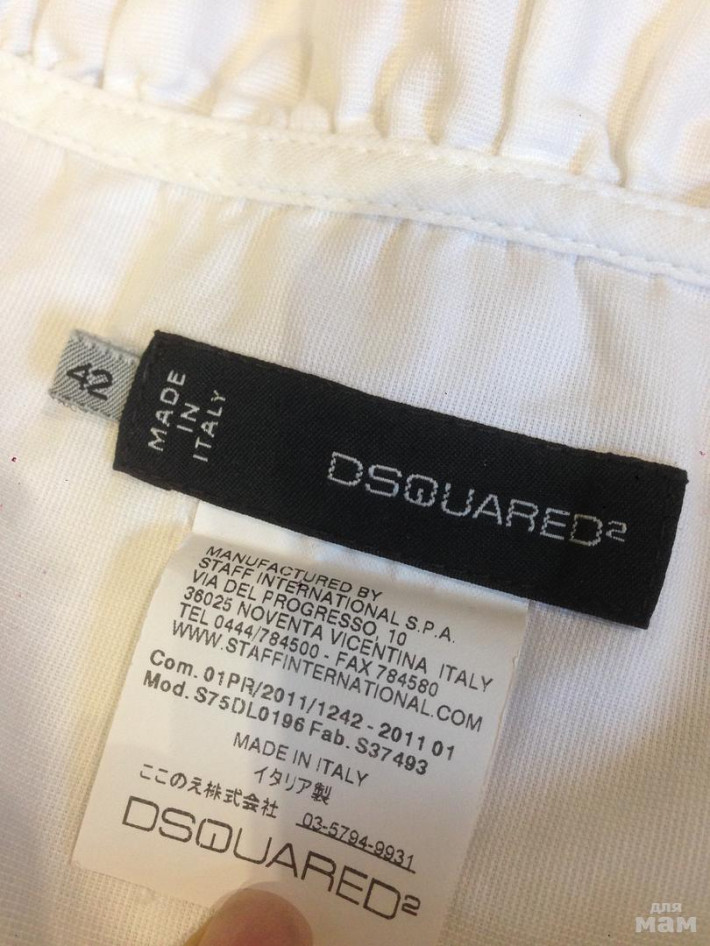 42
MADE
IN
ITALY
DSQUARED2
MANUFACTURED BY
STAFF INTERNATIONAL S.P.A.
VIA DEL PROGRESSO, 10
36025 NOVENTA VICENTINA ITALY
TEL 0444/784500 - FAX 784580
WWW.STAFFINTERNATIONAL.COM
Com. 01PR/2011/1242 - 2011 01
Mod. S75DL0196 Fab. S37493
MADE IN ITALY
イタリア製
ここのえ株式会社 03-5794-9931
DSQUARED2
для
мам